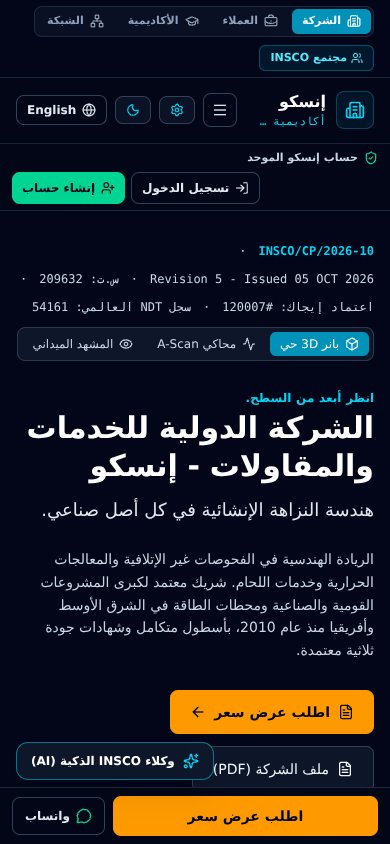 الشركة
العملاء
الأكاديمية
الشبكة
مجتمع INSCO
إنسكو
أكاديمية …
English
حساب إنسكو الموحد
تسجيل الدخول
إنشاء حساب
INSCO/CP/2026-10 ·
Revision 5 - Issued 05 OCT 2026 · س.ت: 209632 ·
اعتماد إيجاك: #120007 · سجل NDT العالمي: 54161
بانر 3D حي
محاكي A-Scan
المشهد الميداني
انظر أبعد من السطح.
الشركة الدولية للخدمات
والمقاولات - إنسكو
هندسة النزاهة الإنشائية في كل أصل صناعي.
الريادة الهندسية في الفحوصات غير الإتلافية والمعالجات
الحرارية وخدمات اللحام. شريك معتمد لكبرى المشروعات
القومية والصناعية ومحطات الطاقة في الشرق الأوسط
وأفريقيا منذ عام 2010، بأسطول متكامل وشهادات جودة
ثلاثية معتمدة.
اطلب عرض سعر
ملف الشركة (PDF)
وكلاء INSCO الذكية (AI)
اطلب عرض سعر
واتساب